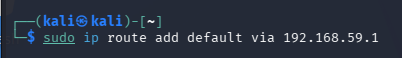 ┌──(kali㉿kali)-[~]
└─$ sudo ip route add default via 192.168.59.1